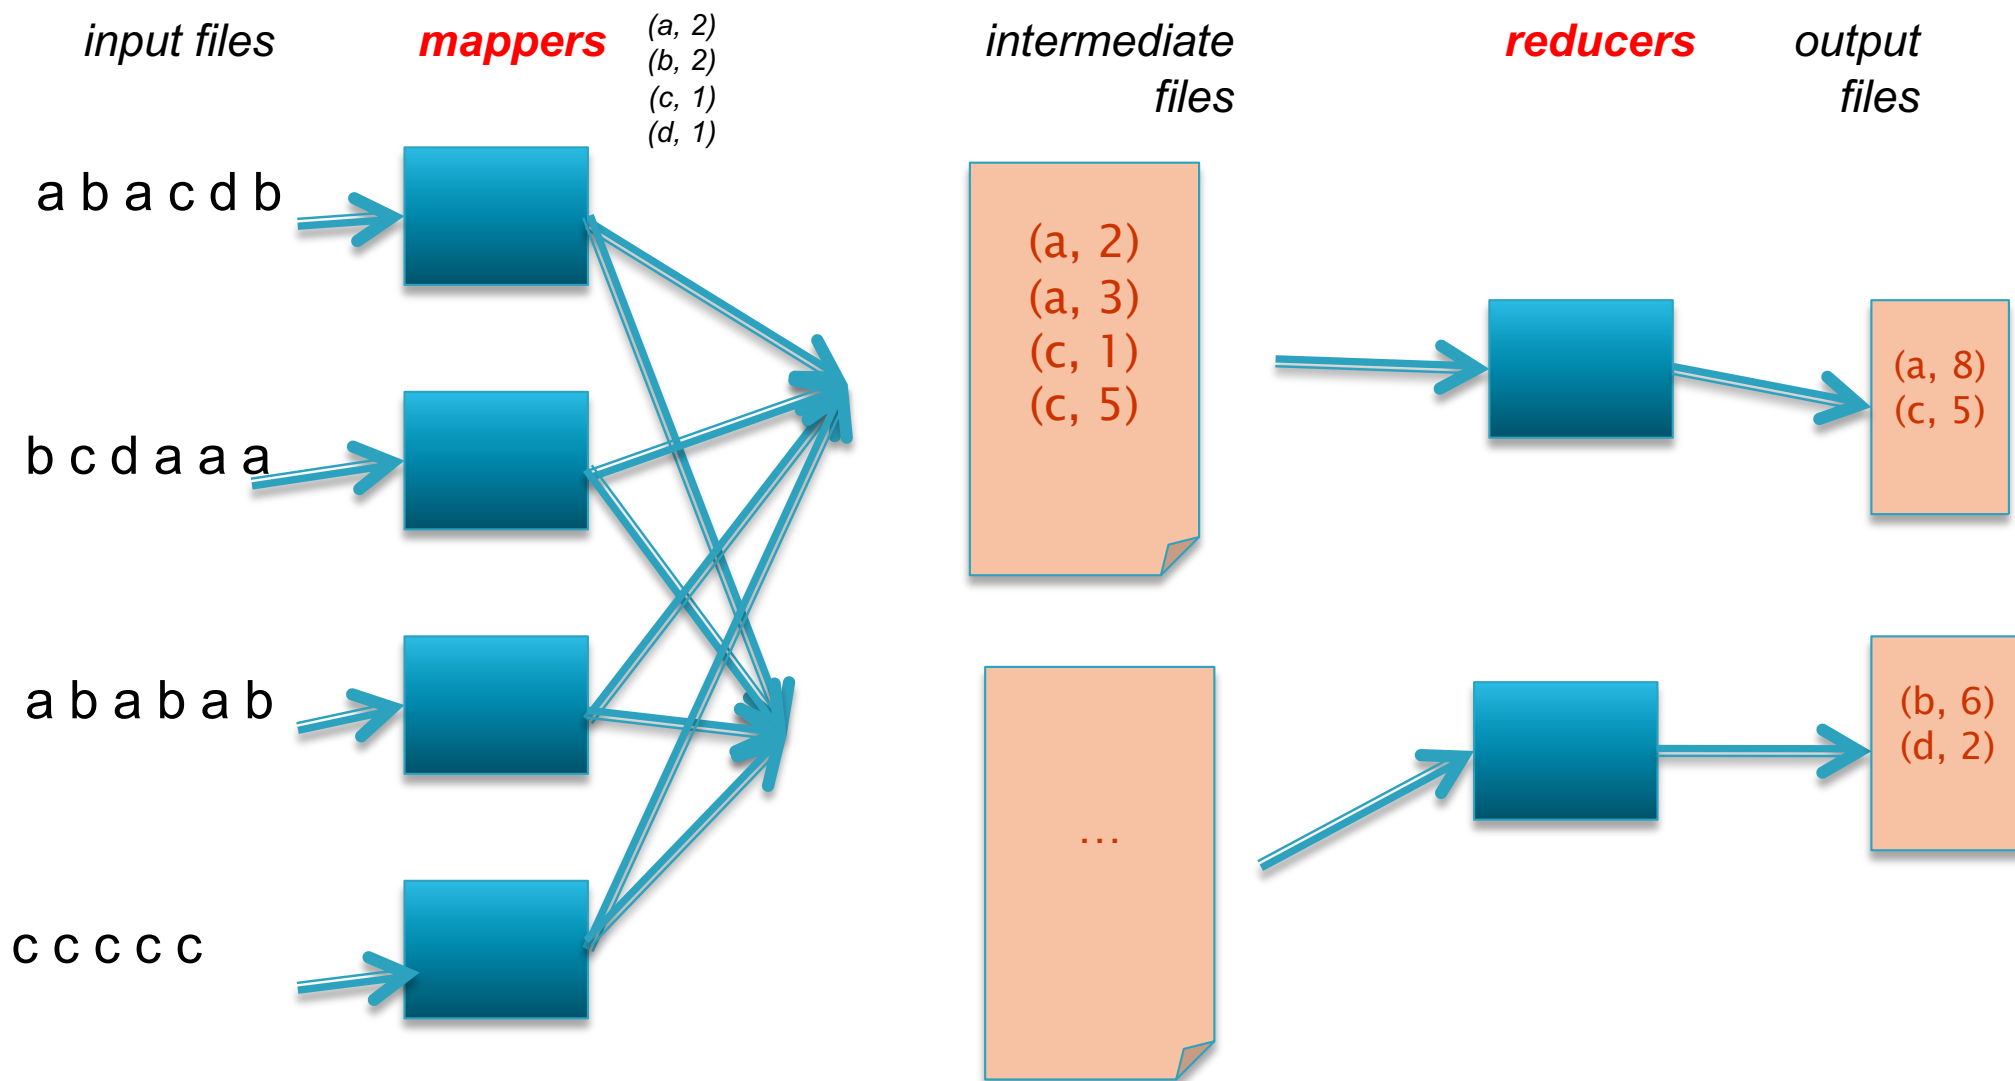 input files
mappers
(a, 2)
(b, 2)
(c, 1)
(d, 1)
intermediate
files
reducers
output
files
a b a c d b
b c d a a a
a b a b a b
c c c c c
(a, 2)
(a, 3)
(c, 1)
(c, 5)
...
(a, 8)
(c, 5)
(b, 6)
(d, 2)